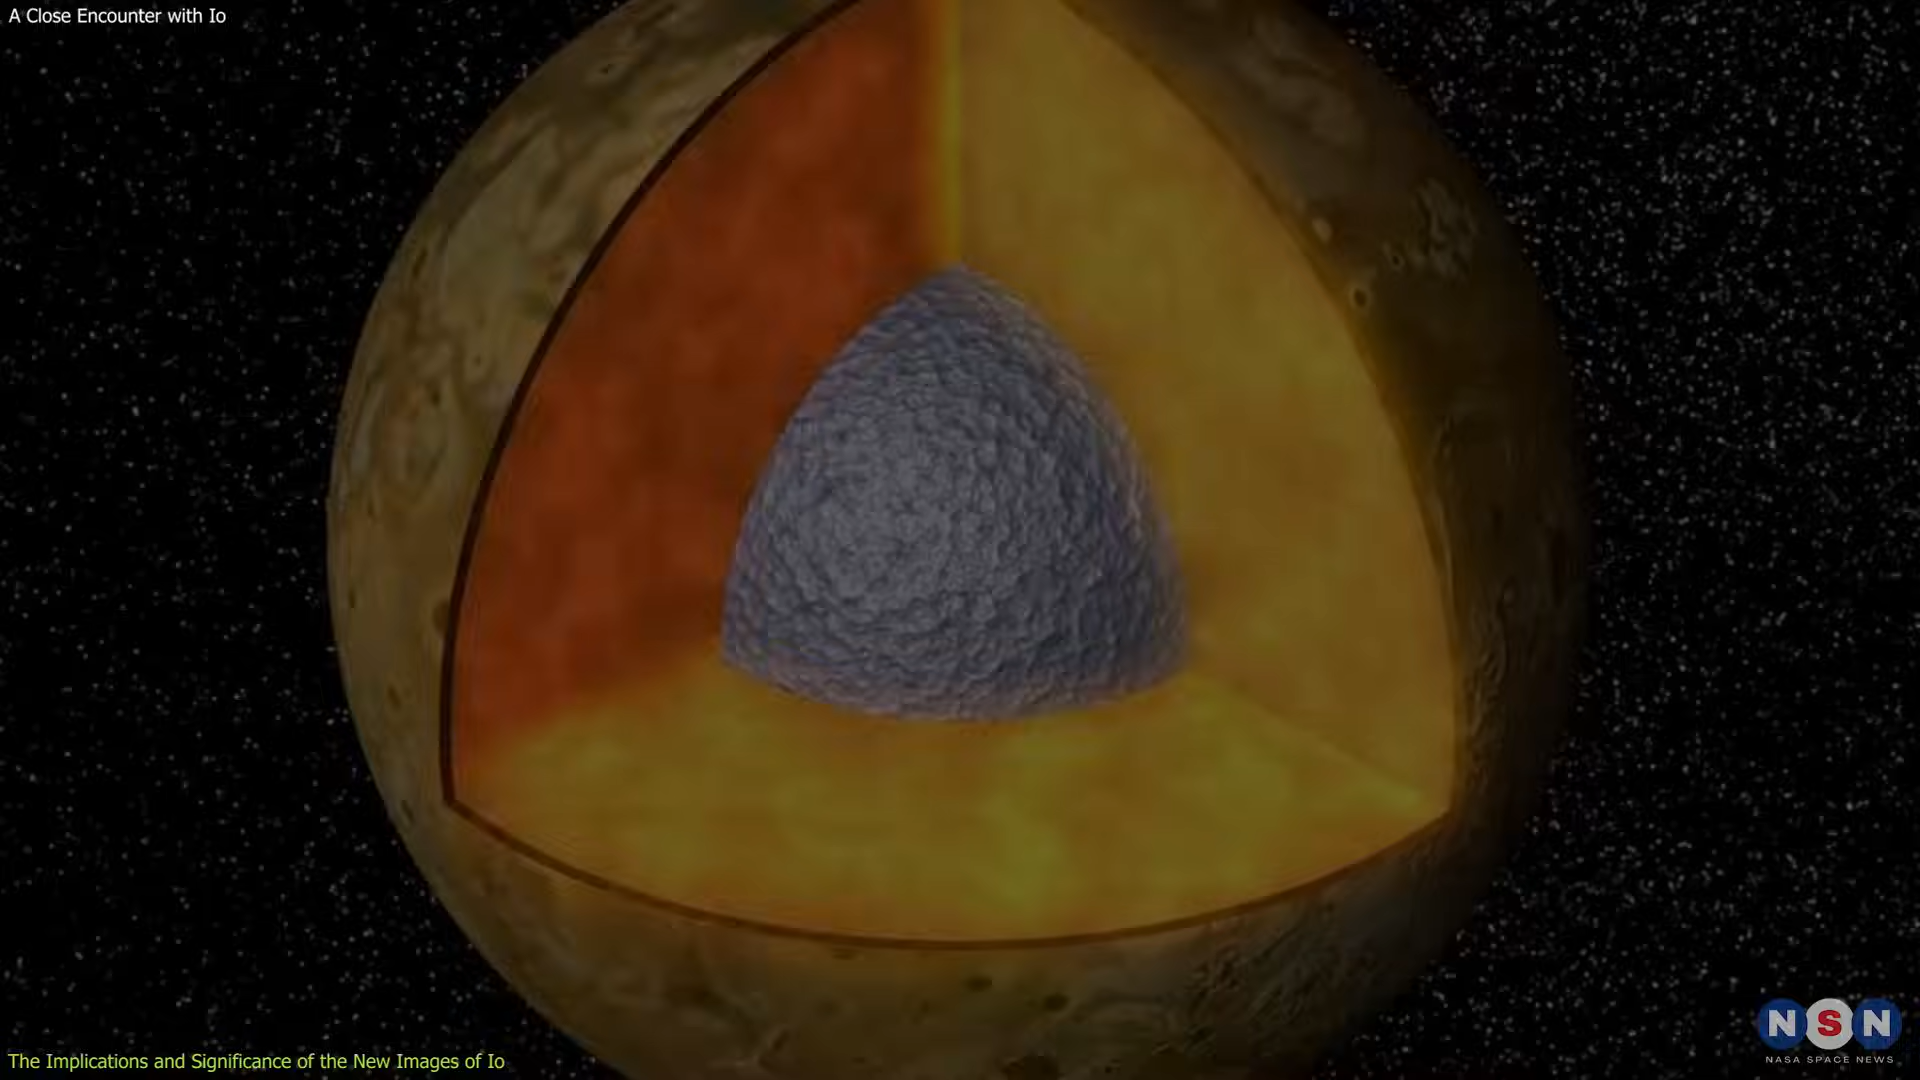 A Close Encounter with Io
The Implications and Significance of the New Images of Io
NSN
NASA SPACE NEWS